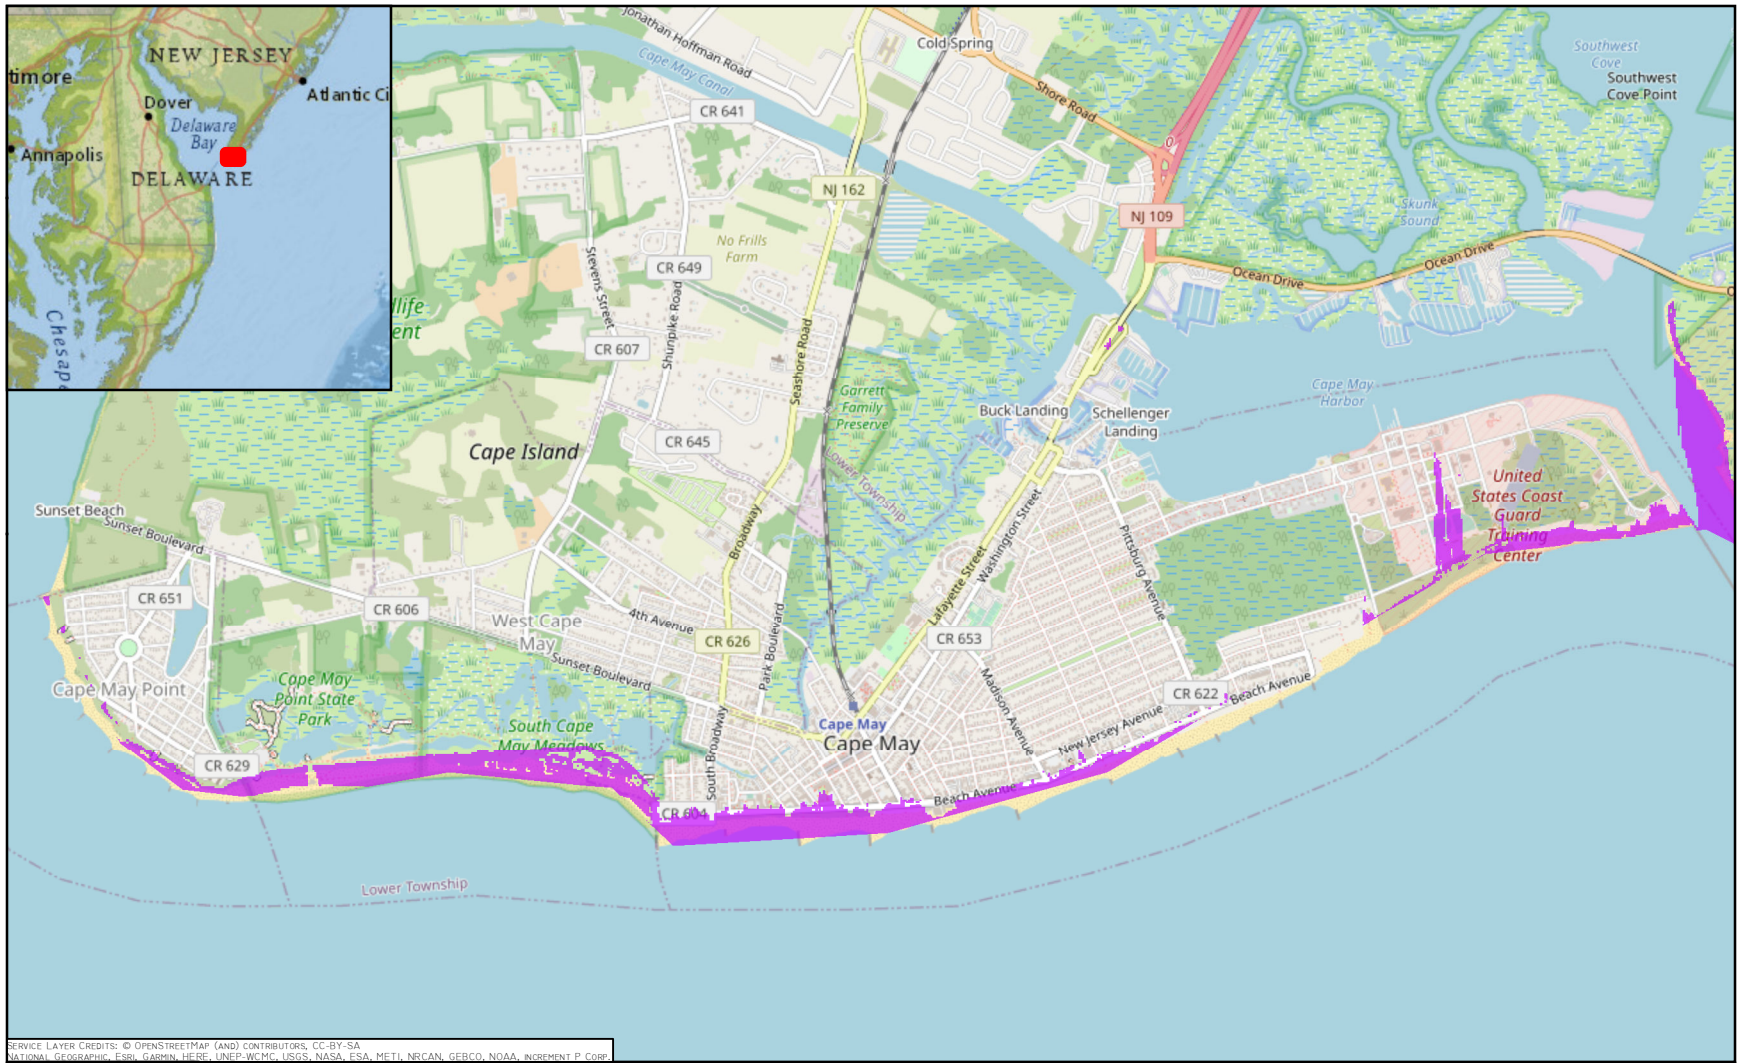 NEW JERSEY
timore
Dover
Atlantic Ci
Delaware
Bay
Annapolis
DELAWARE
Chesap
Jonathan Hoffman Road
Cape May Canal
Cold Spring
Shore Road
Southwest
Cove
Southwest
Cove Point
CR 641
NJ 162
NJ 109
Skunk
Sound
No Frills
Farm
Stevens Street
CR 649
Shunpike Road
Ocean Drive
Ocean Drive
dlife
ent
CR 607
Seashore Road
Garrett
Family
Preserve
Cape May
Harbor
Buck Landing
Schellenger
Landing
CR 645
Cape Island
Lower Township
United
States Coast
Guard
Training
Center
Sunset Beach
Sunset Boulevard
Broadway
Washington Street
Pittsburg Avenue
Lafayette Street
CR 651
CR 606
West Cape
May
4th Avenue
CR 626
Park Boulevard
CR 653
Sunset Boulevard
Cape May Point
Cape May
Point State
Park
Madison Avenue
CR 622
Beach Avenue
South Cape
May Meadows
South Broadway
Cape May
Cape May
New Jersey Avenue
CR 629
CR 604
Beach Avenue
Lower Township
SERVICE LAYER CREDITS: © OPENSTREETMAP (AND) CONTRIBUTORS, CC-BY-SA
NATIONAL GEOGRAPHIC, ESRI, GARMIN, HERE, UNEP-WCMC, USGS, NASA, ESA, METI, NRCAN, GEBCO, NOAA, INCREMENT P CORP.